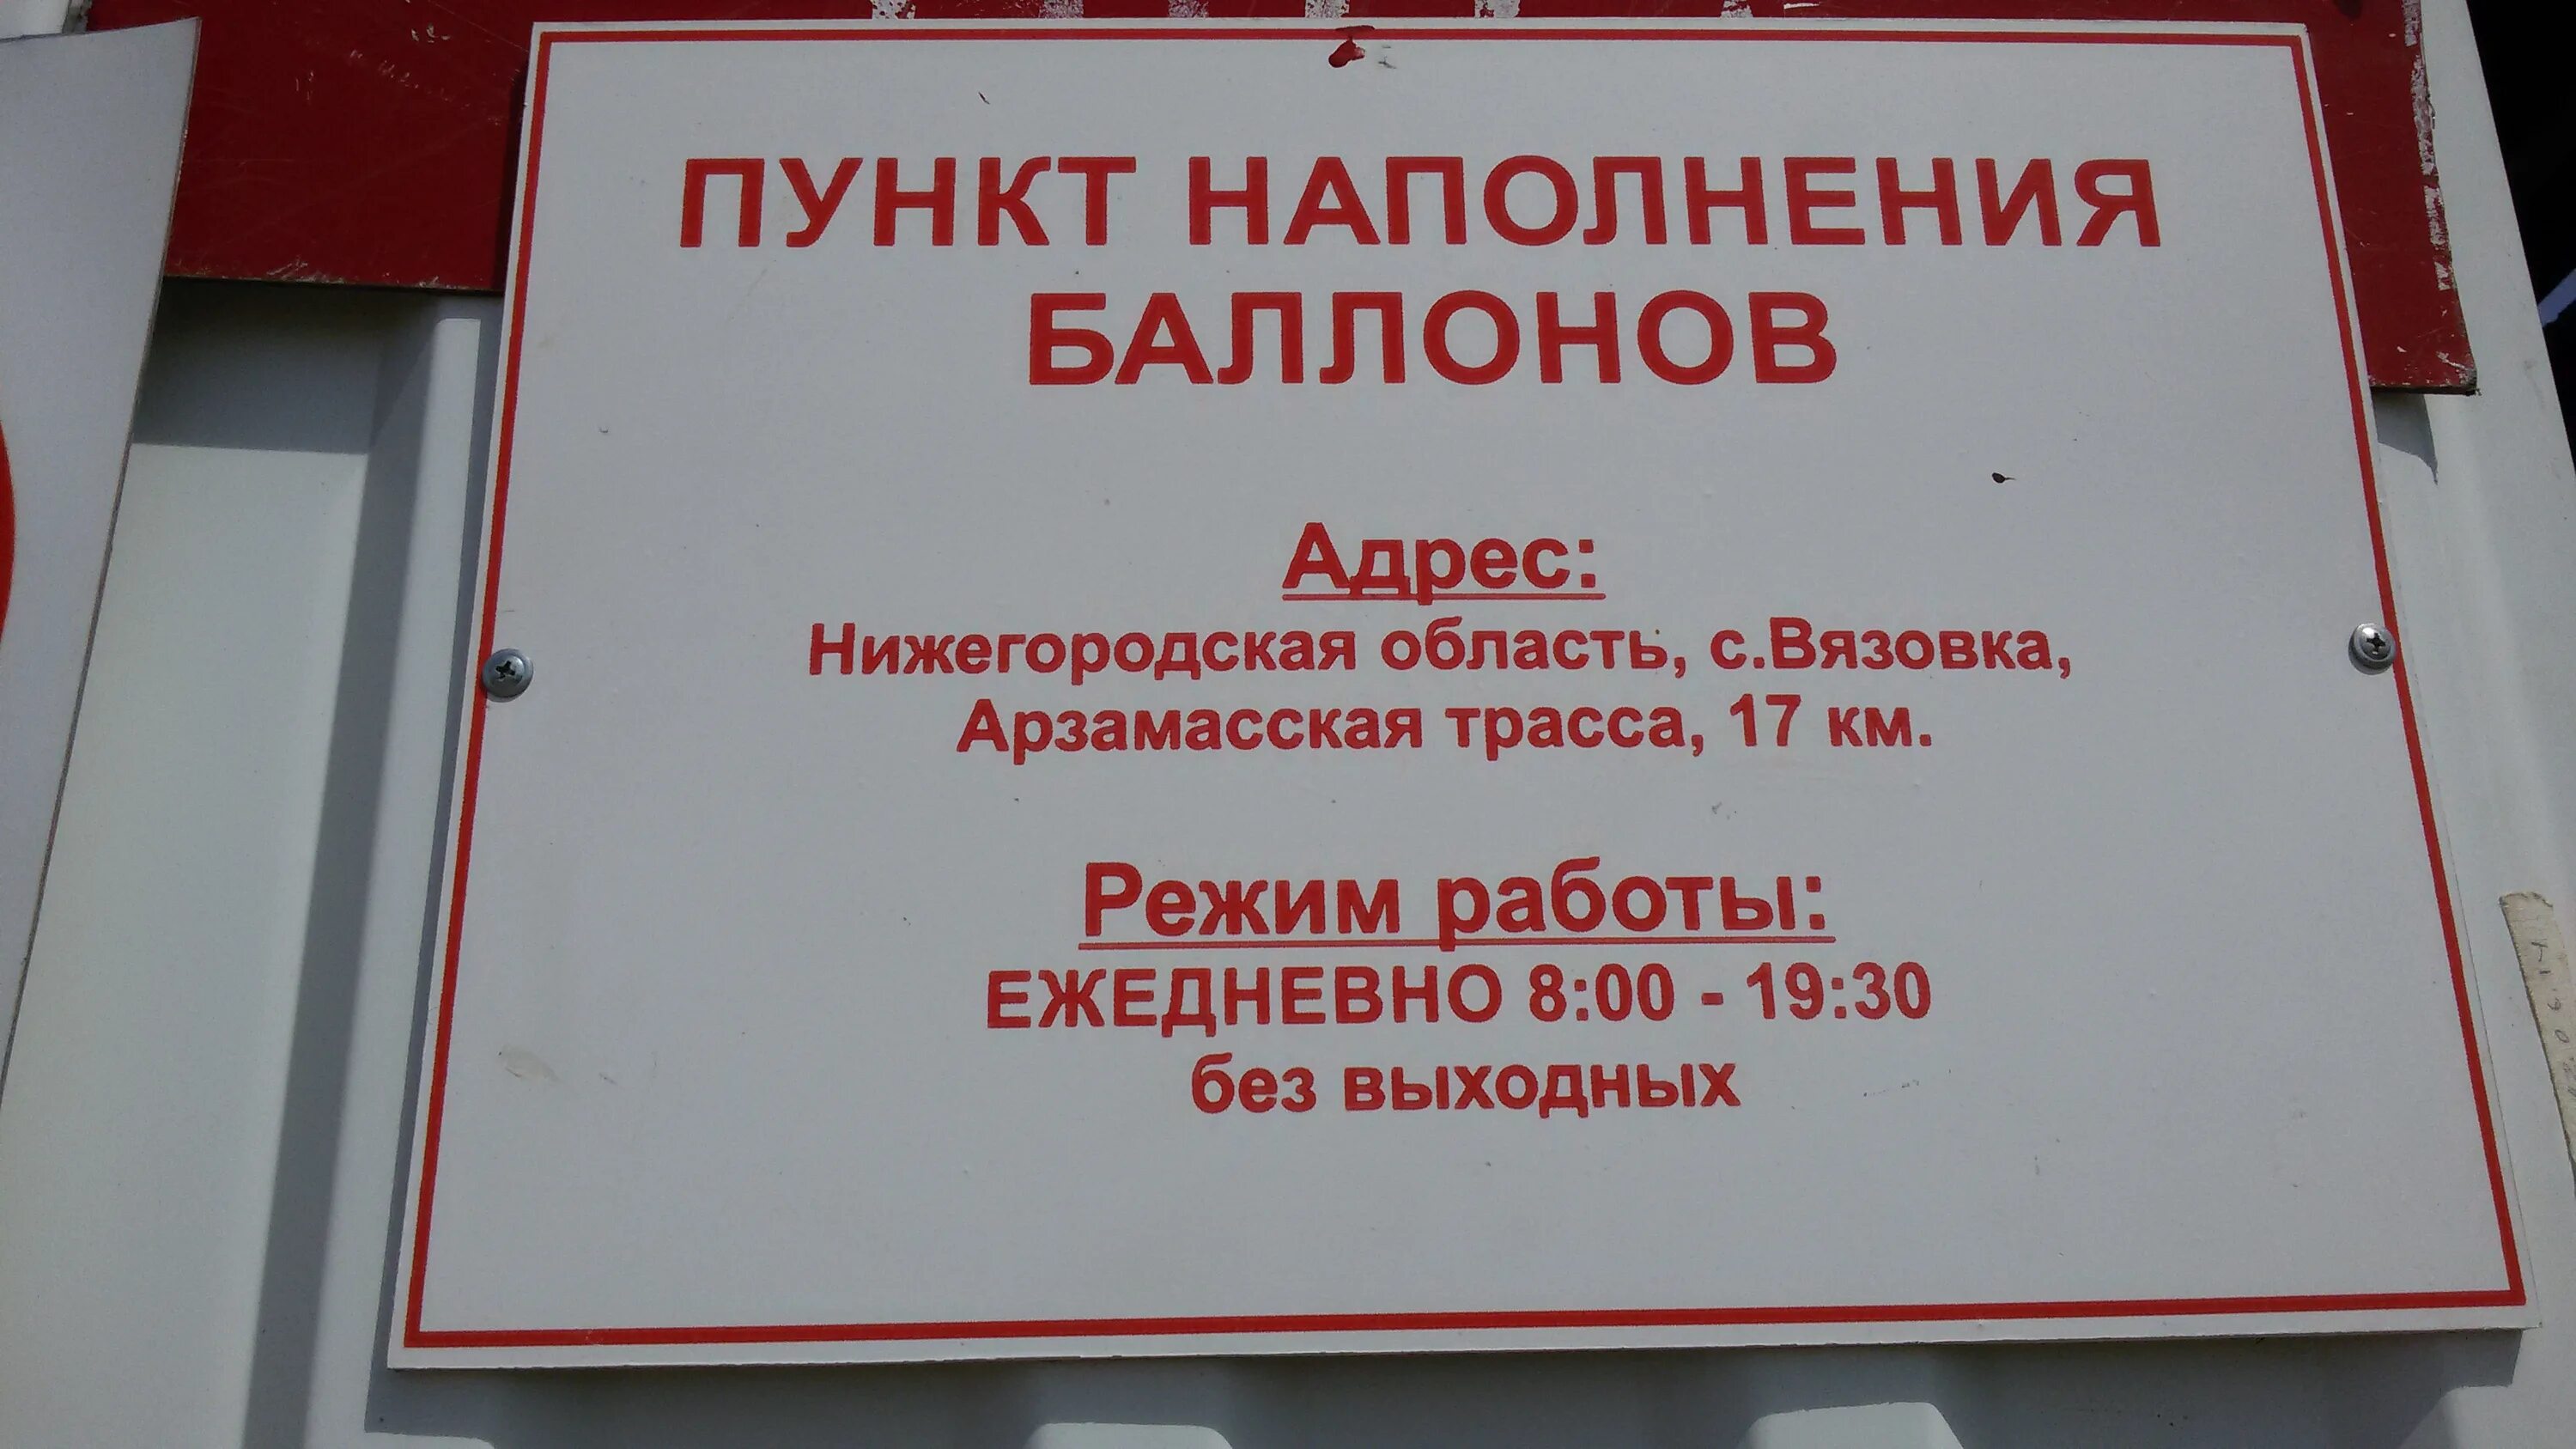 ПУНКТ НАПОЛНЕНИЯ
БАЛЛОНОВ
Адрес:
Нижегородская область, с.Вязовка,
Арзамасская трасса, 17 км.
Режим работы:
ЕЖЕДНЕВНО 8:00 - 19:30
без выходных